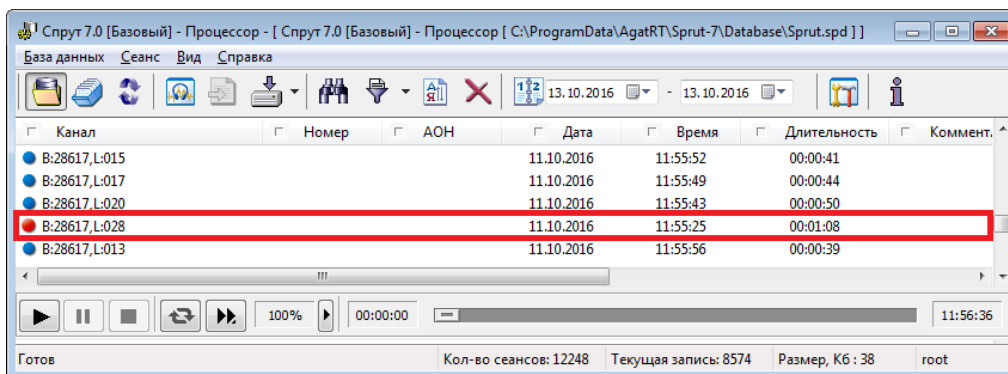 Спрут 7.0 [Базовый] - Процессор - [ Спрут 7.0 [Базовый] - Процессор [ C:\ProgramData\AgatRT\Sprut-7\Database\Sprut.spd ] ]
База данных Сеанс Вид Справка
13.10.2016 - 13.10.2016
Канал Номер АОН Дата Время Длительность Коммент.
B:28617,L:015 11.10.2016 11:55:52 00:00:41
B:28617,L:017 11.10.2016 11:55:49 00:00:44
B:28617,L:020 11.10.2016 11:55:43 00:00:50
B:28617,L:028 11.10.2016 11:55:25 00:01:08
B:28617,L:013 11.10.2016 11:55:56 00:00:39
100% 00:00:00 11:56:36
Готов Кол-во сеансов: 12248 Текущая запись: 8574 Размер, Кб : 38 root